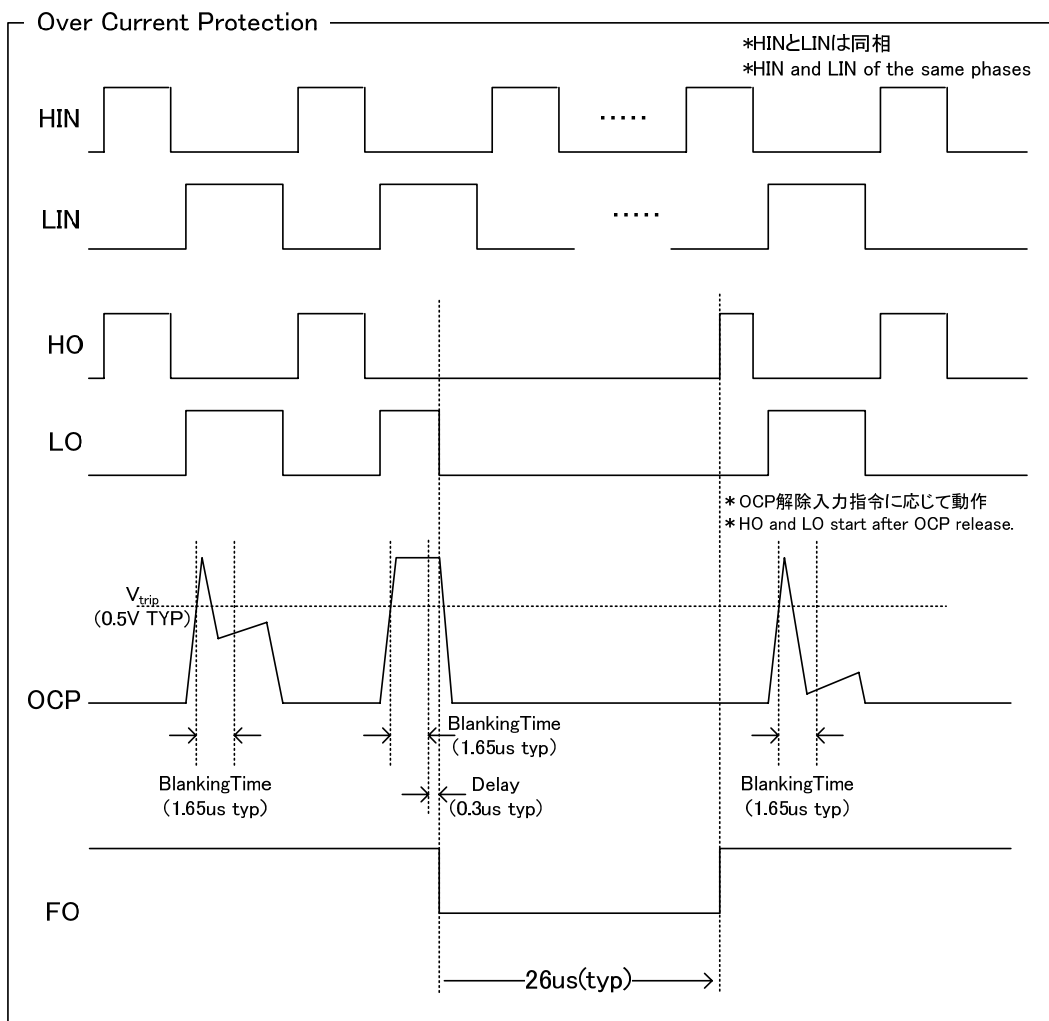 Over Current Protection
*HINとLINは同相
*HIN and LIN of the same phases
HIN
.....
LIN
.....
HO
LO
* OCP解除入力指令に応じて動作
* HO and LO start after OCP release.
Vtrip
(0.5V TYP)
OCP
BlankingTime
(1.65us typ)
BlankingTime
(1.65us typ)
Delay
(0.3us typ)
BlankingTime
(1.65us typ)
FO
26us(typ)